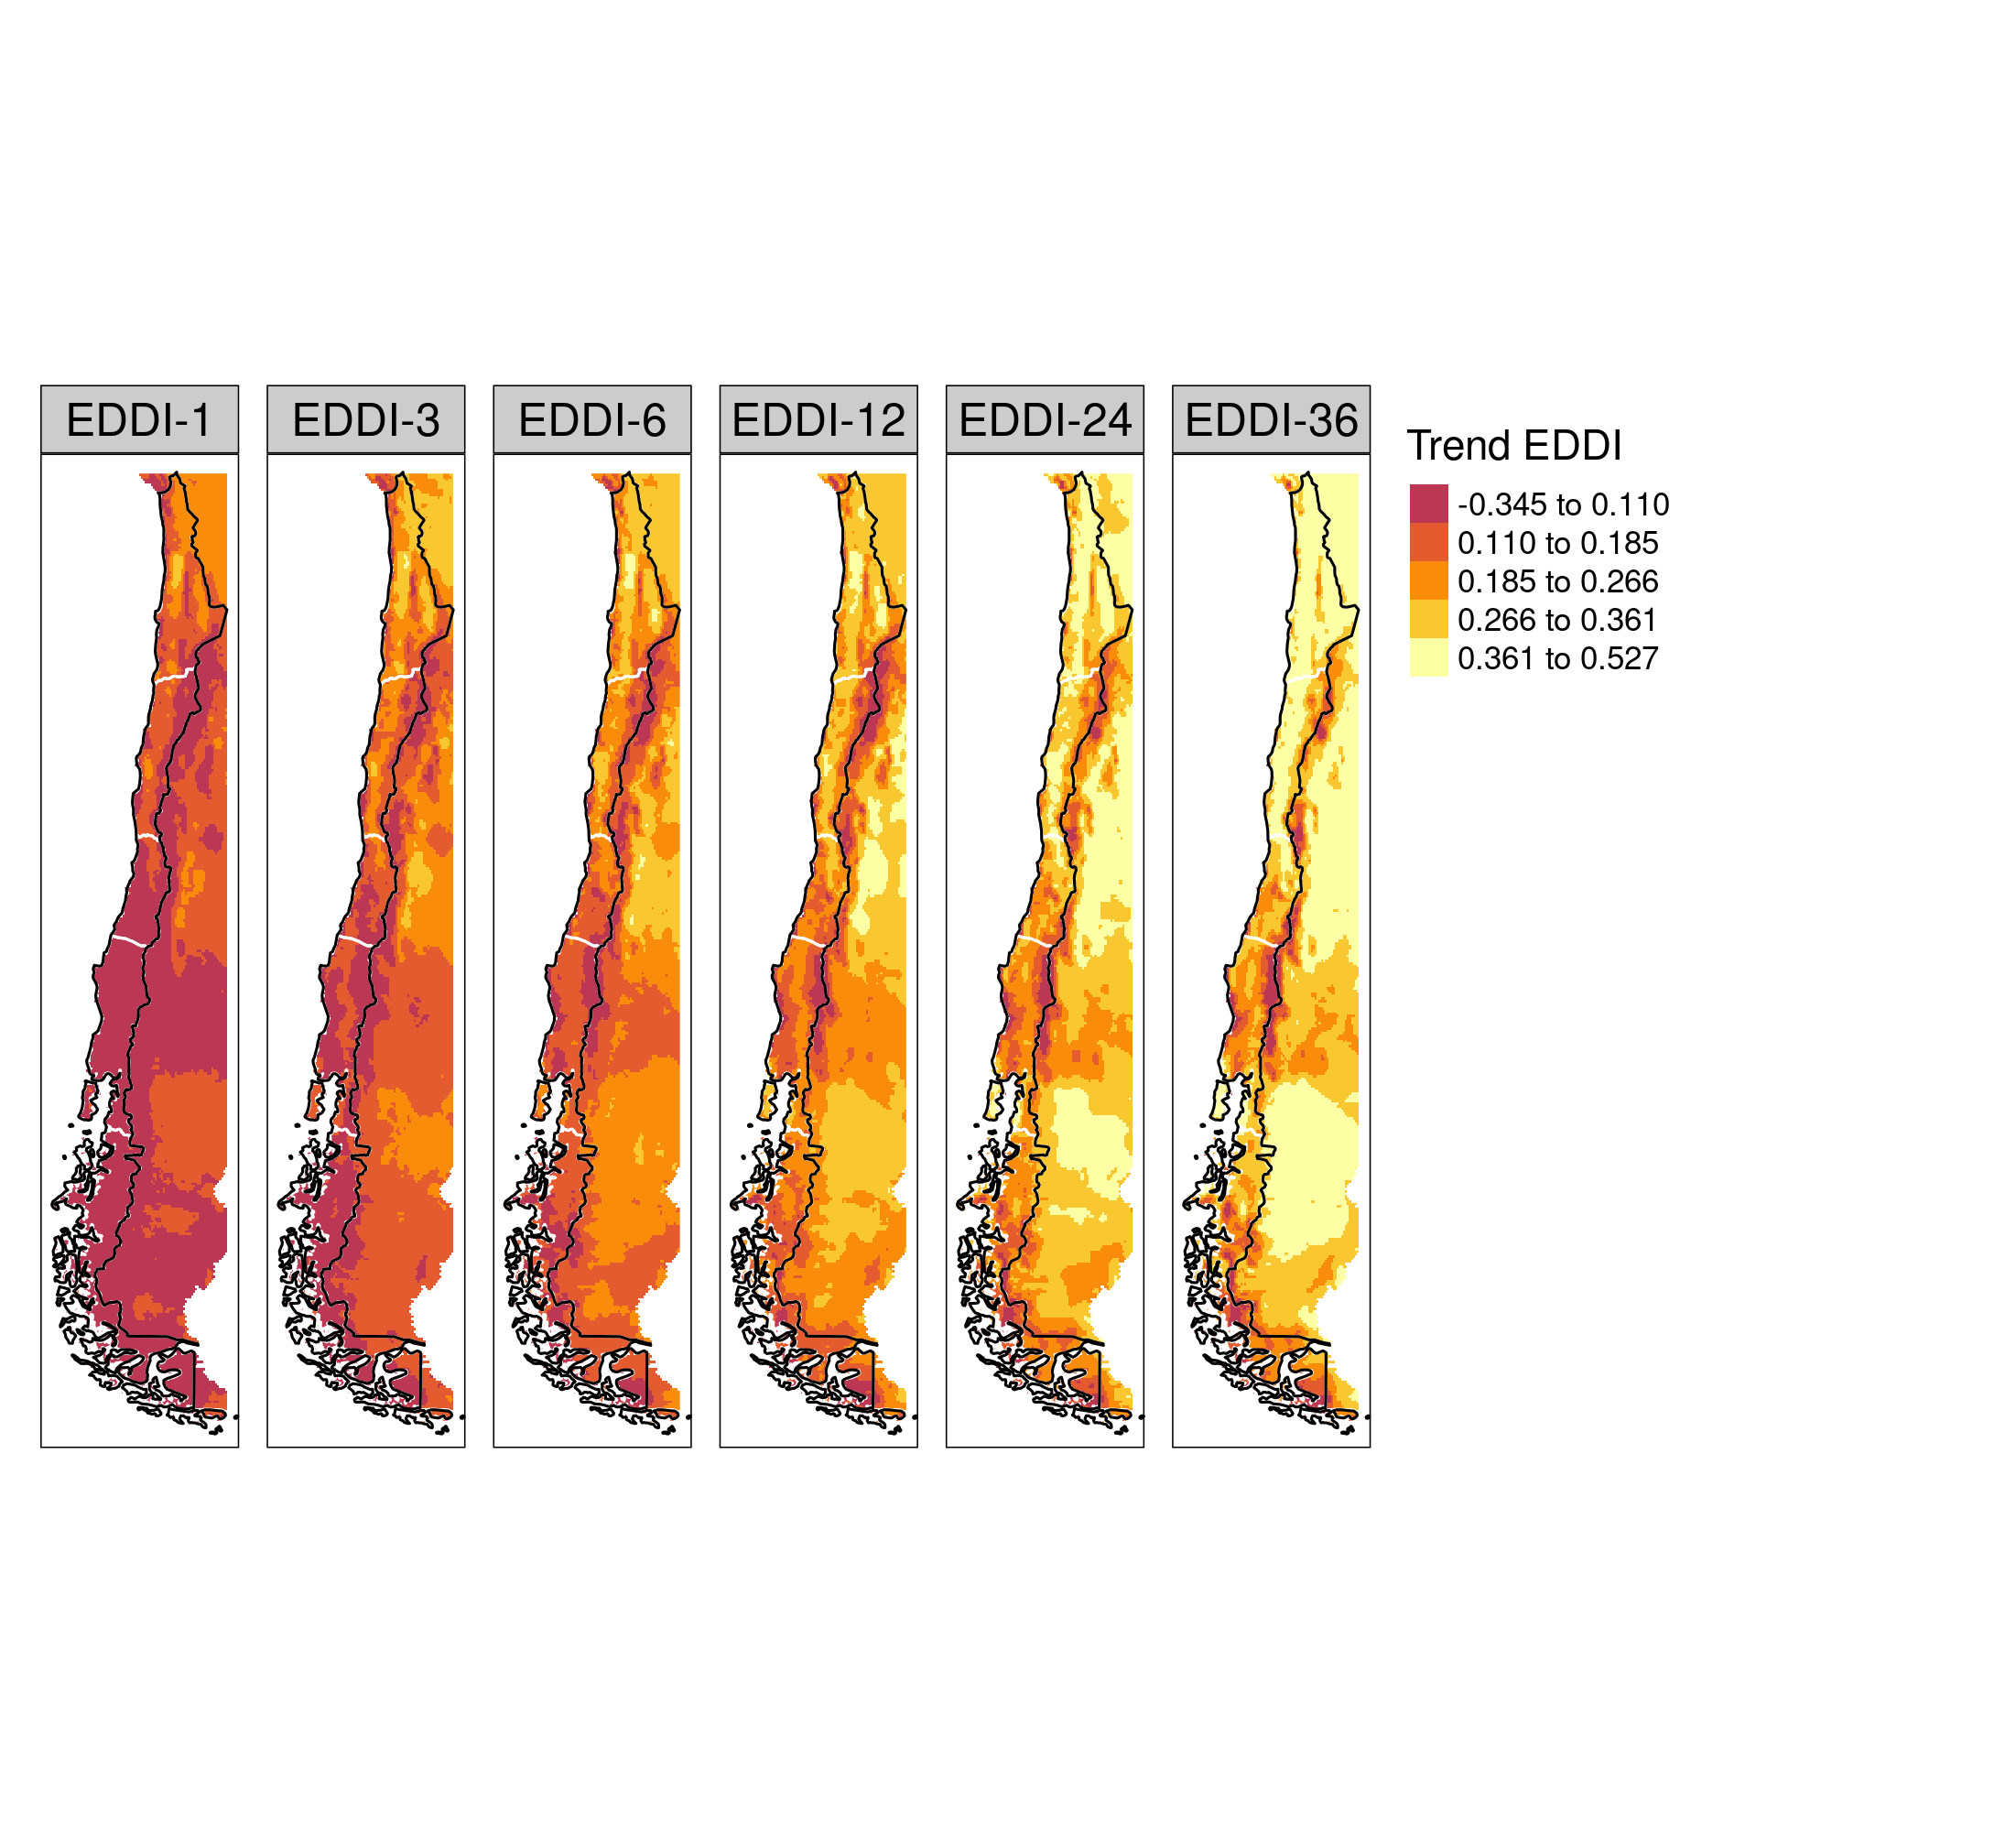 EDDI-1
EDDI-3
EDDI-6
EDDI-12
EDDI-24
EDDI-36
Trend EDDI
-0.345 to 0.110
0.110 to 0.185
0.185 to 0.266
0.266 to 0.361
0.361 to 0.527